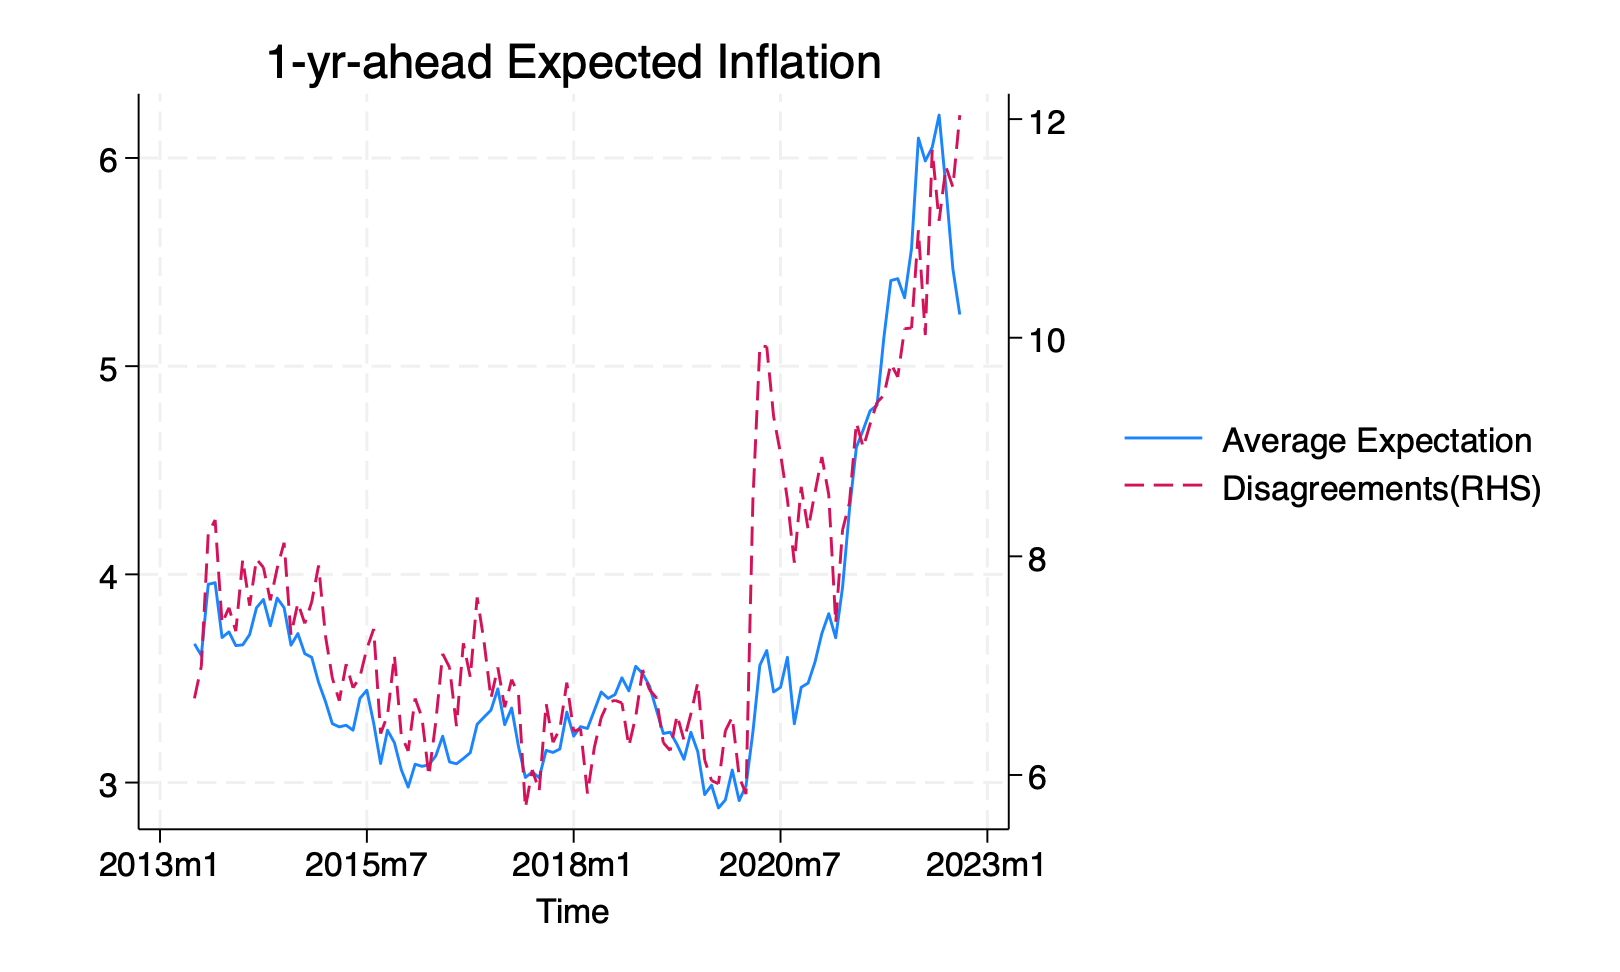 1-yr-ahead Expected Inflation
6
5
4
3
12
10
8
6
2013m1 2015m7 2018m1 2020m7 2023m1
Time
Average Expectation
Disagreements(RHS)